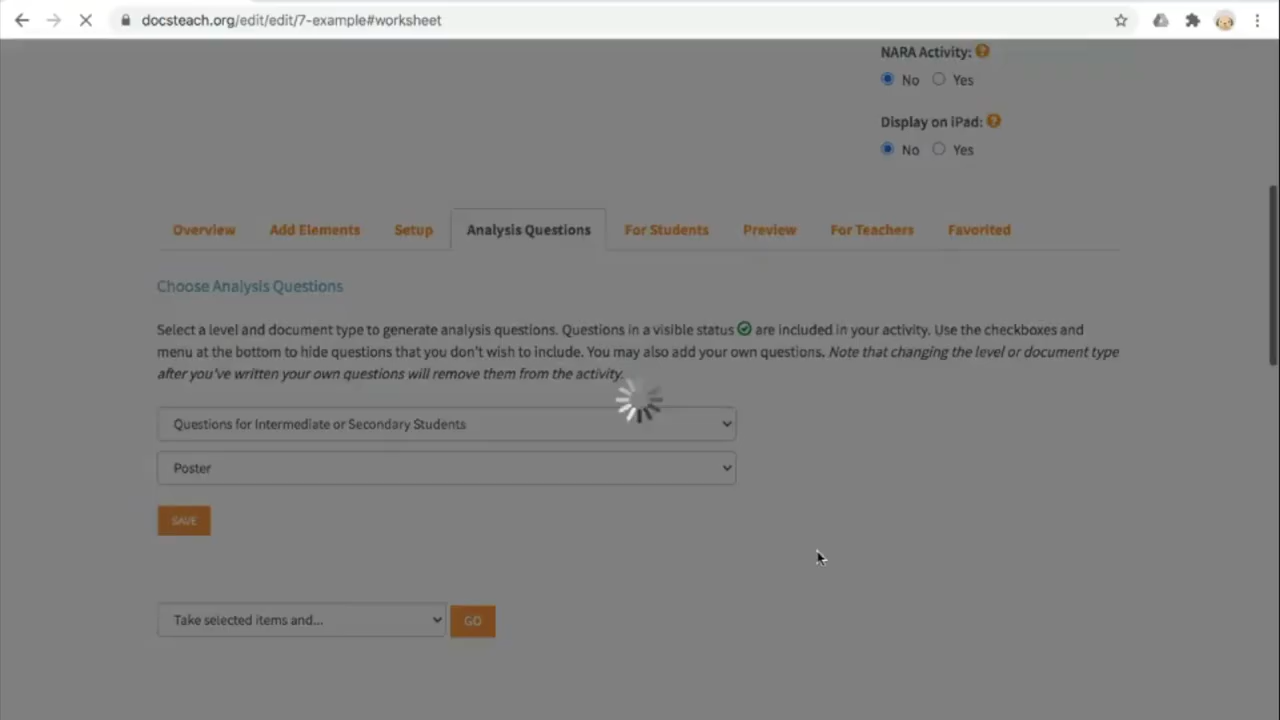 docsteach.org/edit/edit/7-example#worksheet
NARA Activity:
No Yes
Display on iPad:
No Yes
Overview Add Elements Setup Analysis Questions For Students Preview For Teachers Favorited
Choose Analysis Questions
Select a level and document type to generate analysis questions. Questions in a visible status are included in your activity. Use the checkboxes and
menu at the bottom to hide questions that you don't wish to include. You may also add your own questions. Note that changing the level or document type
after you've written your own questions will remove them from the activity.
Questions for Intermediate or Secondary Students
Poster
SAVE
Take selected items and... GO